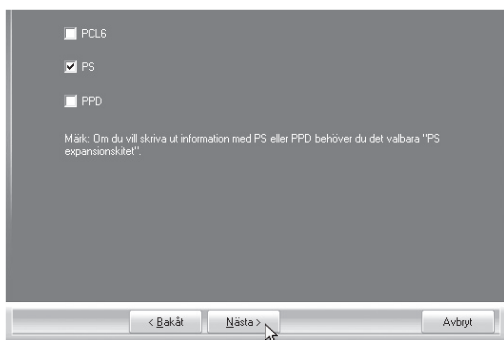 PCL6
PS
PPD
Märk: Om du vill skriva ut information med PS eller PPD behöver du det valbara "PS
expansionskitet".
< Bakåt Nästa > Avbryt